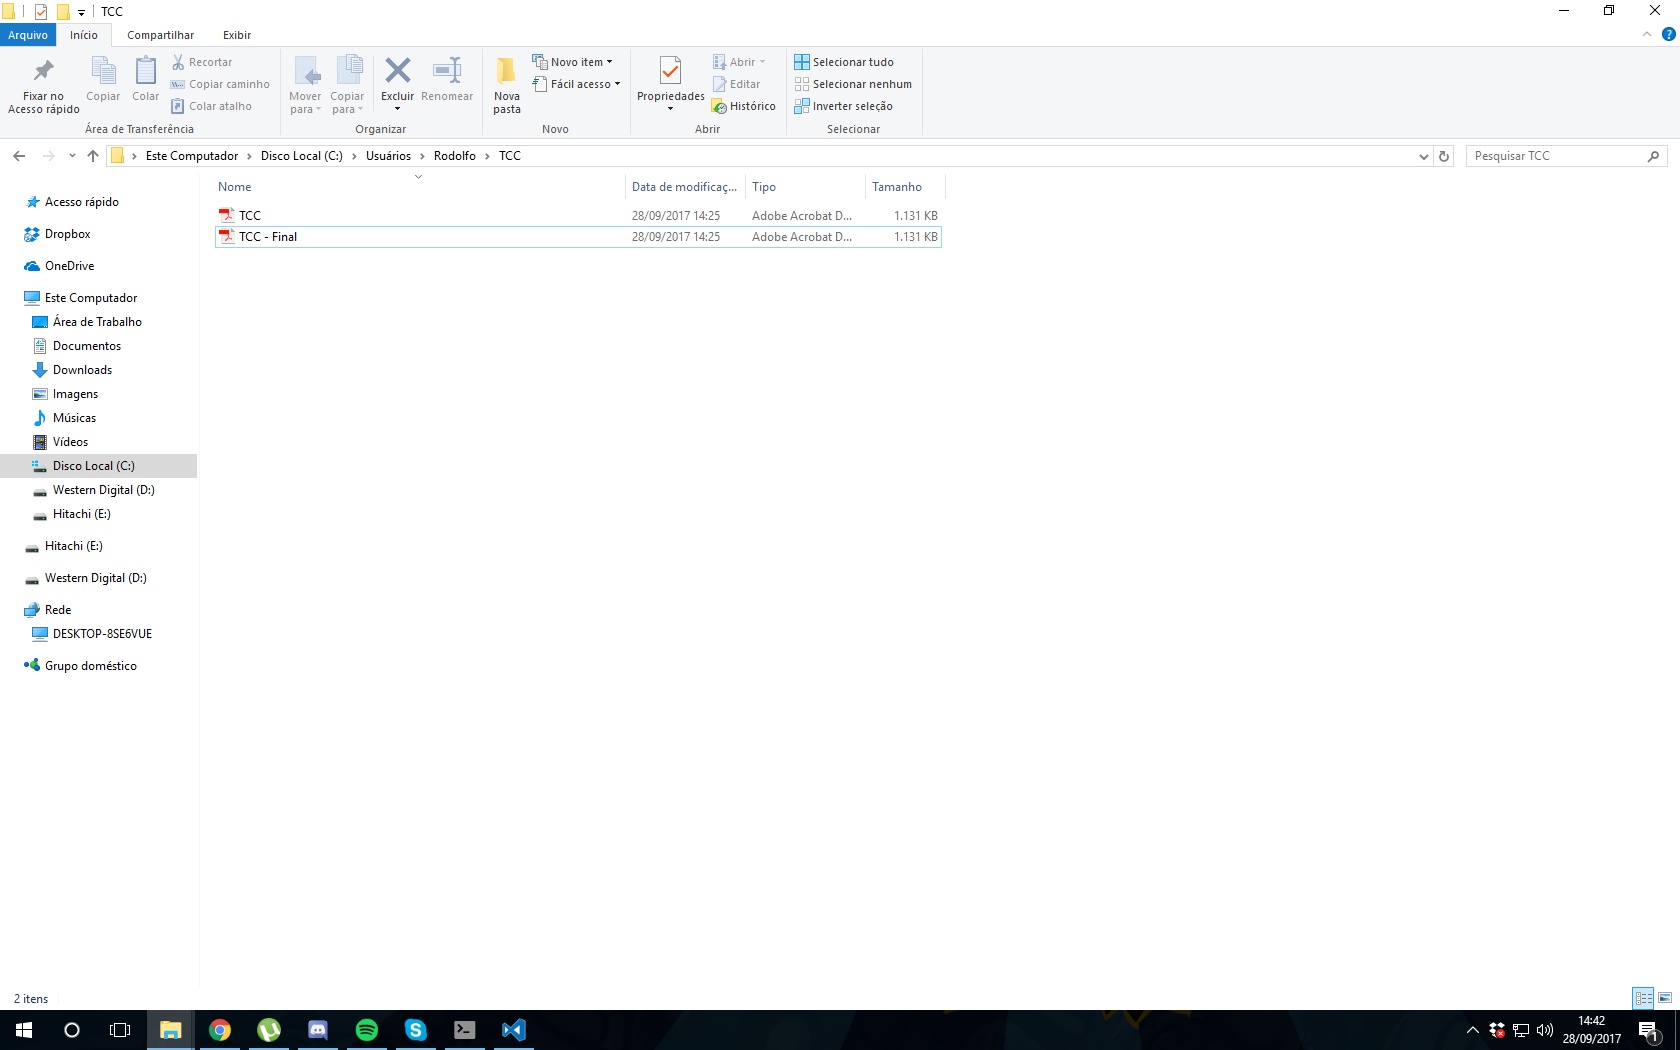 TCC
Arquivo Início Compartilhar Exibir
Fixar no
Acesso rápido
Copiar
Colar
Recortar
Copiar caminho
Colar atalho
Área de Transferência
Mover
para
Copiar
para
Excluir
Renomear
Organizar
Nova
pasta
Novo item
Fácil acesso
Novo
Propriedades
Abrir
Editar
Histórico
Abrir
Selecionar tudo
Selecionar nenhum
Inverter seleção
Selecionar
Este Computador Disco Local (C:) Usuários Rodolfo TCC
Pesquisar TCC
Acesso rápido
Dropbox
OneDrive
Este Computador
Área de Trabalho
Documentos
Downloads
Imagens
Músicas
Vídeos
Disco Local (C:)
Western Digital (D:)
Hitachi (E:)
Hitachi (E:)
Western Digital (D:)
Rede
DESKTOP-8SE6VUE
Grupo doméstico
Nome Data de modificaç... Tipo Tamanho
TCC 28/09/2017 14:25 Adobe Acrobat D... 1.131 KB
TCC - Final 28/09/2017 14:25 Adobe Acrobat D... 1.131 KB
2 itens
14:42
28/09/2017
1